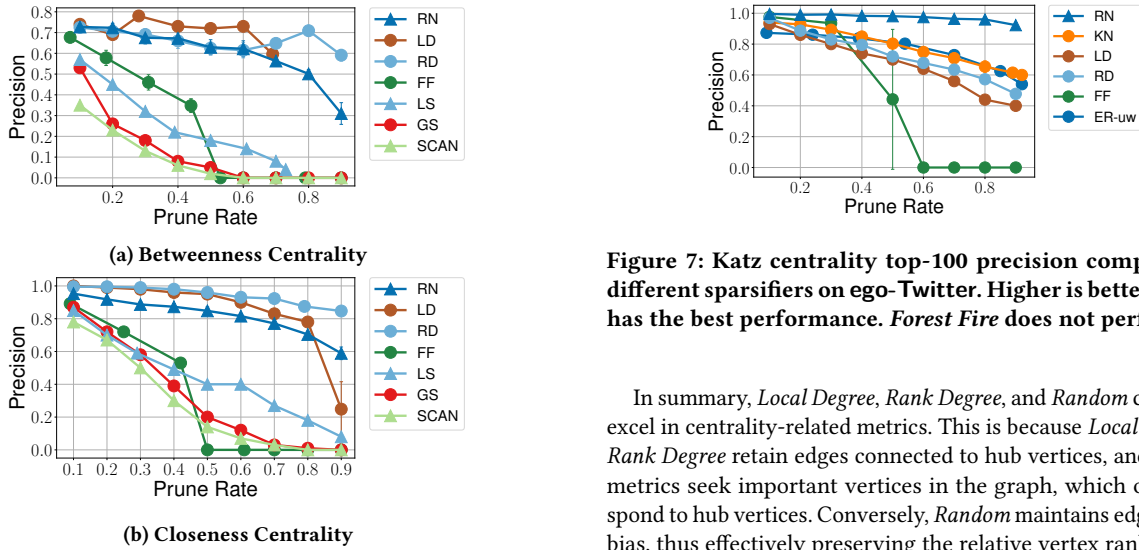 0.8
0.7
0.6
0.5
0.4
0.3
0.2
0.1
0.0
Precision
0.2
0.4
0.6
0.8
Prune Rate
RN
LD
RD
FF
LS
GS
SCAN
(a) Betweenness Centrality
1.0
0.8
0.6
0.4
0.2
0.0
Precision
0.1
0.2
0.3
0.4
0.5
0.6
0.7
0.8
0.9
Prune Rate
RN
LD
RD
FF
LS
GS
SCAN
(b) Closeness Centrality
1.0
0.8
0.6
0.4
0.2
0.0
Precision
0.2
0.4
0.6
0.8
Prune Rate
RN
KN
LD
RD
FF
ER-uw
Figure 7: Katz centrality top-100 precision comp
different sparsifiers on ego-Twitter. Higher is bette
has the best performance. Forest Fire does not perf
In summary, Local Degree, Rank Degree, and Random
excel in centrality-related metrics. This is because Local
Rank Degree retain edges connected to hub vertices, and
metrics seek important vertices in the graph, which
spond to hub vertices. Conversely, Random maintains edg
bias, thus effectively preserving the relative vertex ran